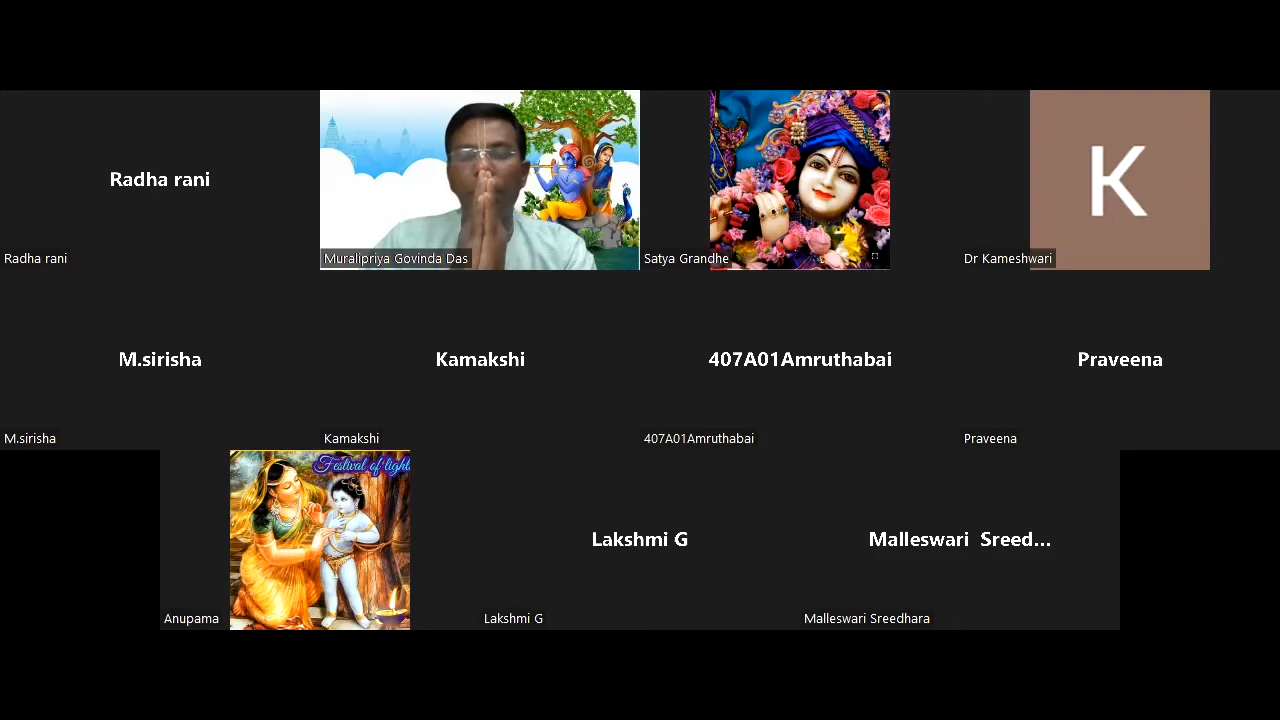 Radha rani
Radha rani
Muralipriya Govinda Das
Satya Grandhe
K
Dr Kameshwari
M.sirisha
M.sirisha
Kamakshi
Kamakshi
407A01Amruthabai
407A01Amruthabai
Praveena
Praveena
Festival of light
Anupama
Lakshmi G
Lakshmi G
Malleswari Sreed...
Malleswari Sreedhara